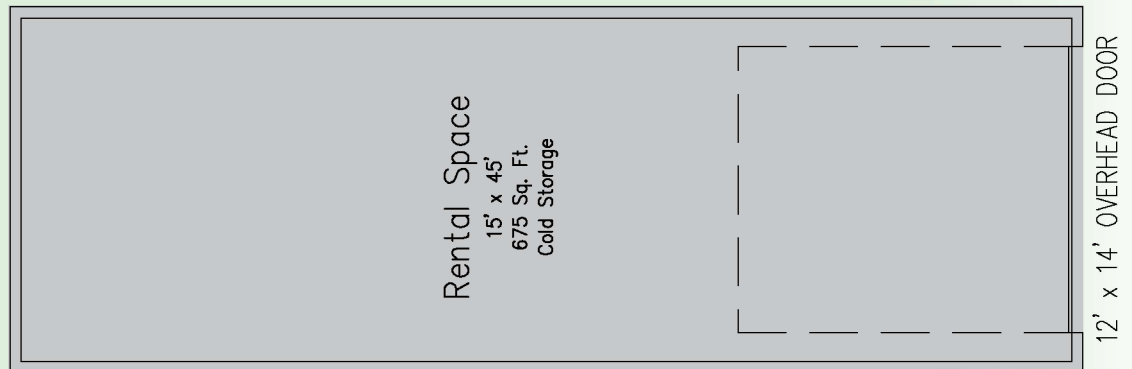 Rental Space
15' x 45'
675 Sq. Ft.
Cold Storage
12' x 14' OVERHEAD DOOR